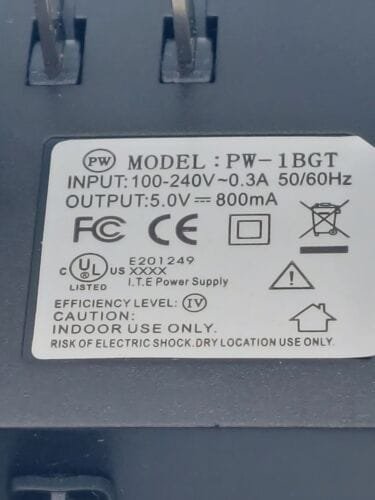 PW MODEL : PW-1BGT
INPUT: 100-240V~0.3A 50/60Hz
OUTPUT: 5.0V⎓800mA
FC CE
E201249
c UL US XXXX
LISTED I.T.E Power Supply
EFFICIENCY LEVEL: IV
CAUTION:
INDOOR USE ONLY.
RISK OF ELECTRIC SHOCK. DRY LOCATION USE ONLY.